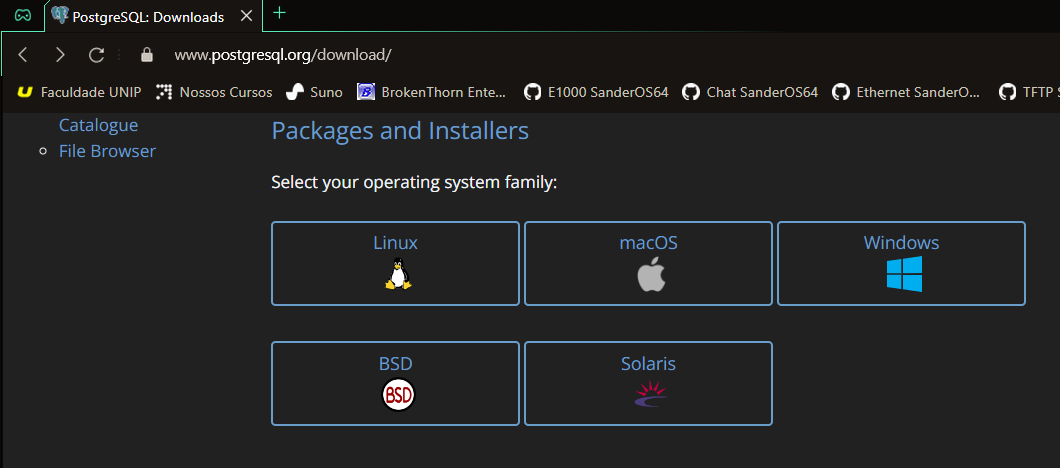 PostgreSQL: Downloads
www.postgresql.org/download/
Faculdade UNIP Nossos Cursos Suno BrokenThorn Ente... E1000 SanderOS64 Chat SanderOS64 Ethernet SanderO... TFTP S
Catalogue
File Browser
Packages and Installers
Select your operating system family:
Linux macOS Windows
BSD Solaris
BSD